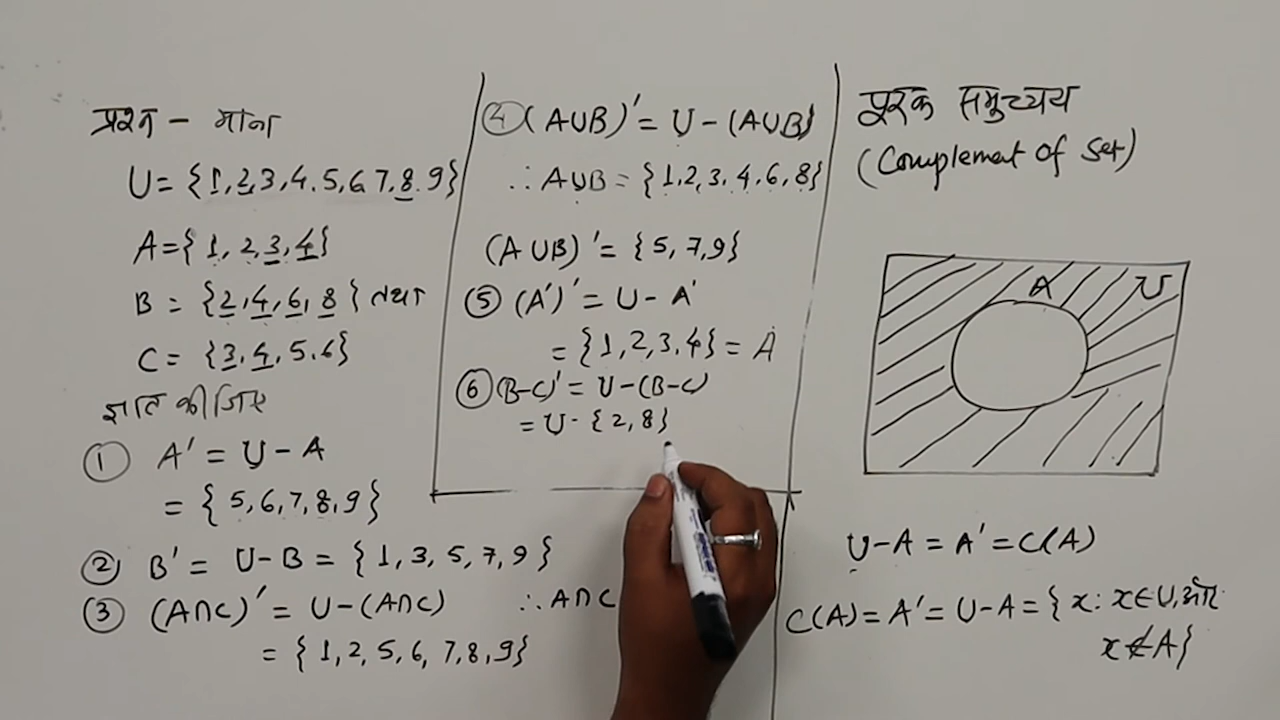 प्रश्न – माना
U = {1, 2, 3, 4. 5, 6, 7, 8. 9}
A = {1, 2, 3, 4}
B = {2, 4, 6, 8} तथा
C = {3, 4, 5, 6}
ज्ञात कीजिए
① A' = U – A
= {5, 6, 7, 8, 9}
② B' = U – B = {1, 3, 5, 7, 9}
③ (A∩C)' = U – (A∩C) ∴ A∩C
= {1, 2, 5, 6, 7, 8, 9}
④ (A∪B)' = U – (A∪B)
∴ A∪B = {1, 2, 3, 4, 6, 8}
(A∪B)' = {5, 7, 9}
⑤ (A')' = U – A'
= {1, 2, 3, 4} = A
⑥ (B–C)' = U – (B–C)
= U - {2, 8}
पूरक समुच्चय
(Complement of Set)
A U
U – A = A' = C(A)
C(A) = A' = U – A = {x : x ∈ U, और
x ∉ A}